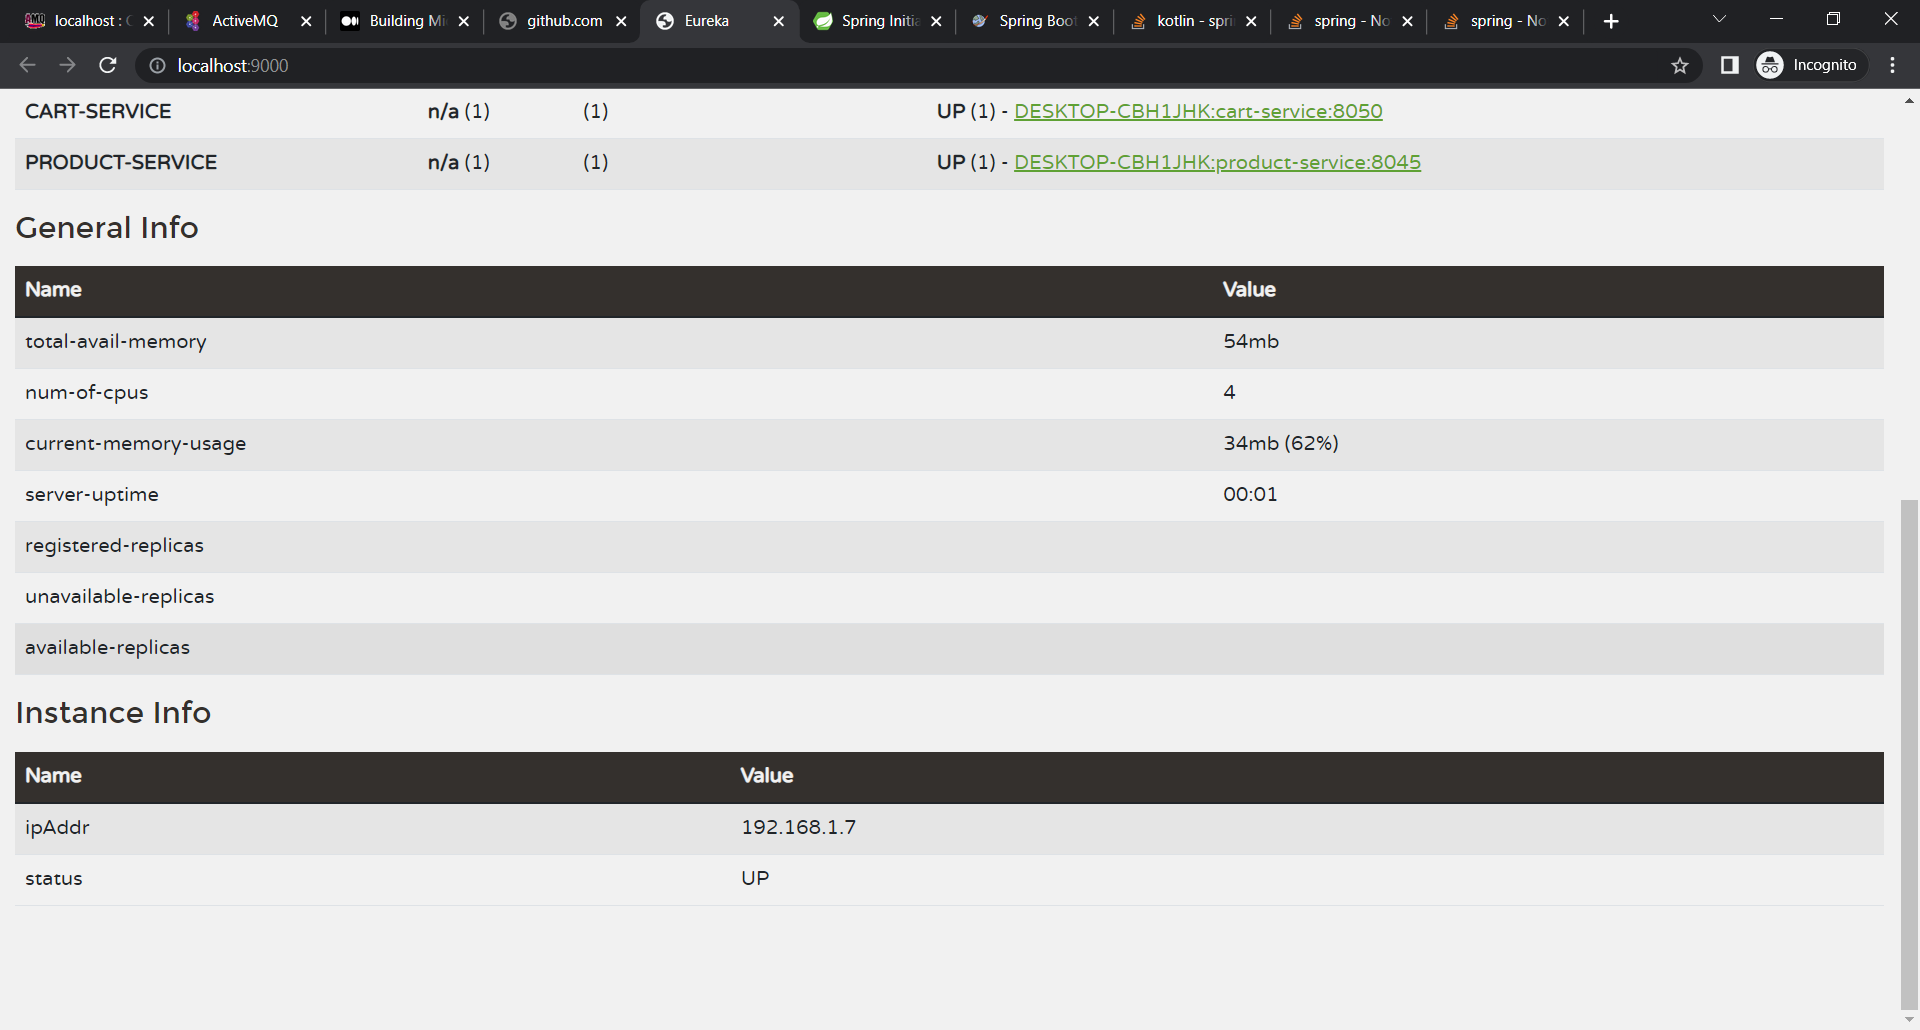 localhost :
ActiveMQ
Building Mi
github.com
Eureka
Spring Initia
Spring Boot
kotlin - spri
spring - No
spring - No
localhost:9000
Incognito
CART-SERVICE n/a (1) (1) UP (1) - DESKTOP-CBH1JHK:cart-service:8050
PRODUCT-SERVICE n/a (1) (1) UP (1) - DESKTOP-CBH1JHK:product-service:8045
General Info
Name Value
total-avail-memory 54mb
num-of-cpus 4
current-memory-usage 34mb (62%)
server-uptime 00:01
registered-replicas
unavailable-replicas
available-replicas
Instance Info
Name Value
ipAddr 192.168.1.7
status UP